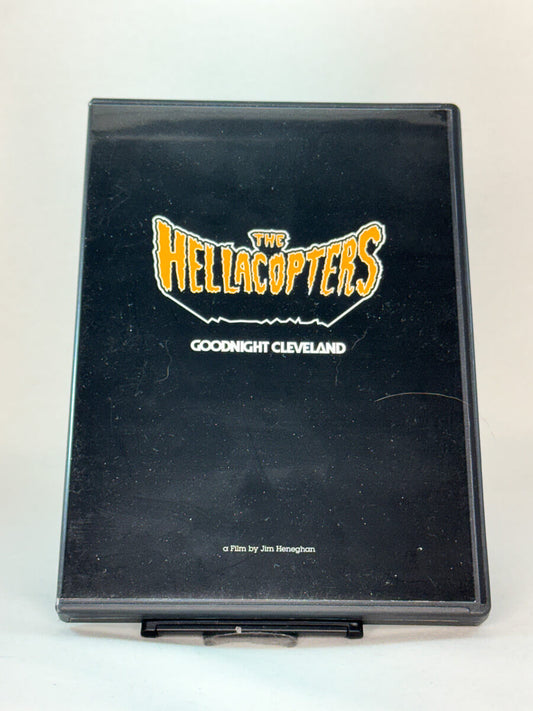 THE
HELLACOPTERS
GOODNIGHT CLEVELAND
a Film by Jim Heneghan